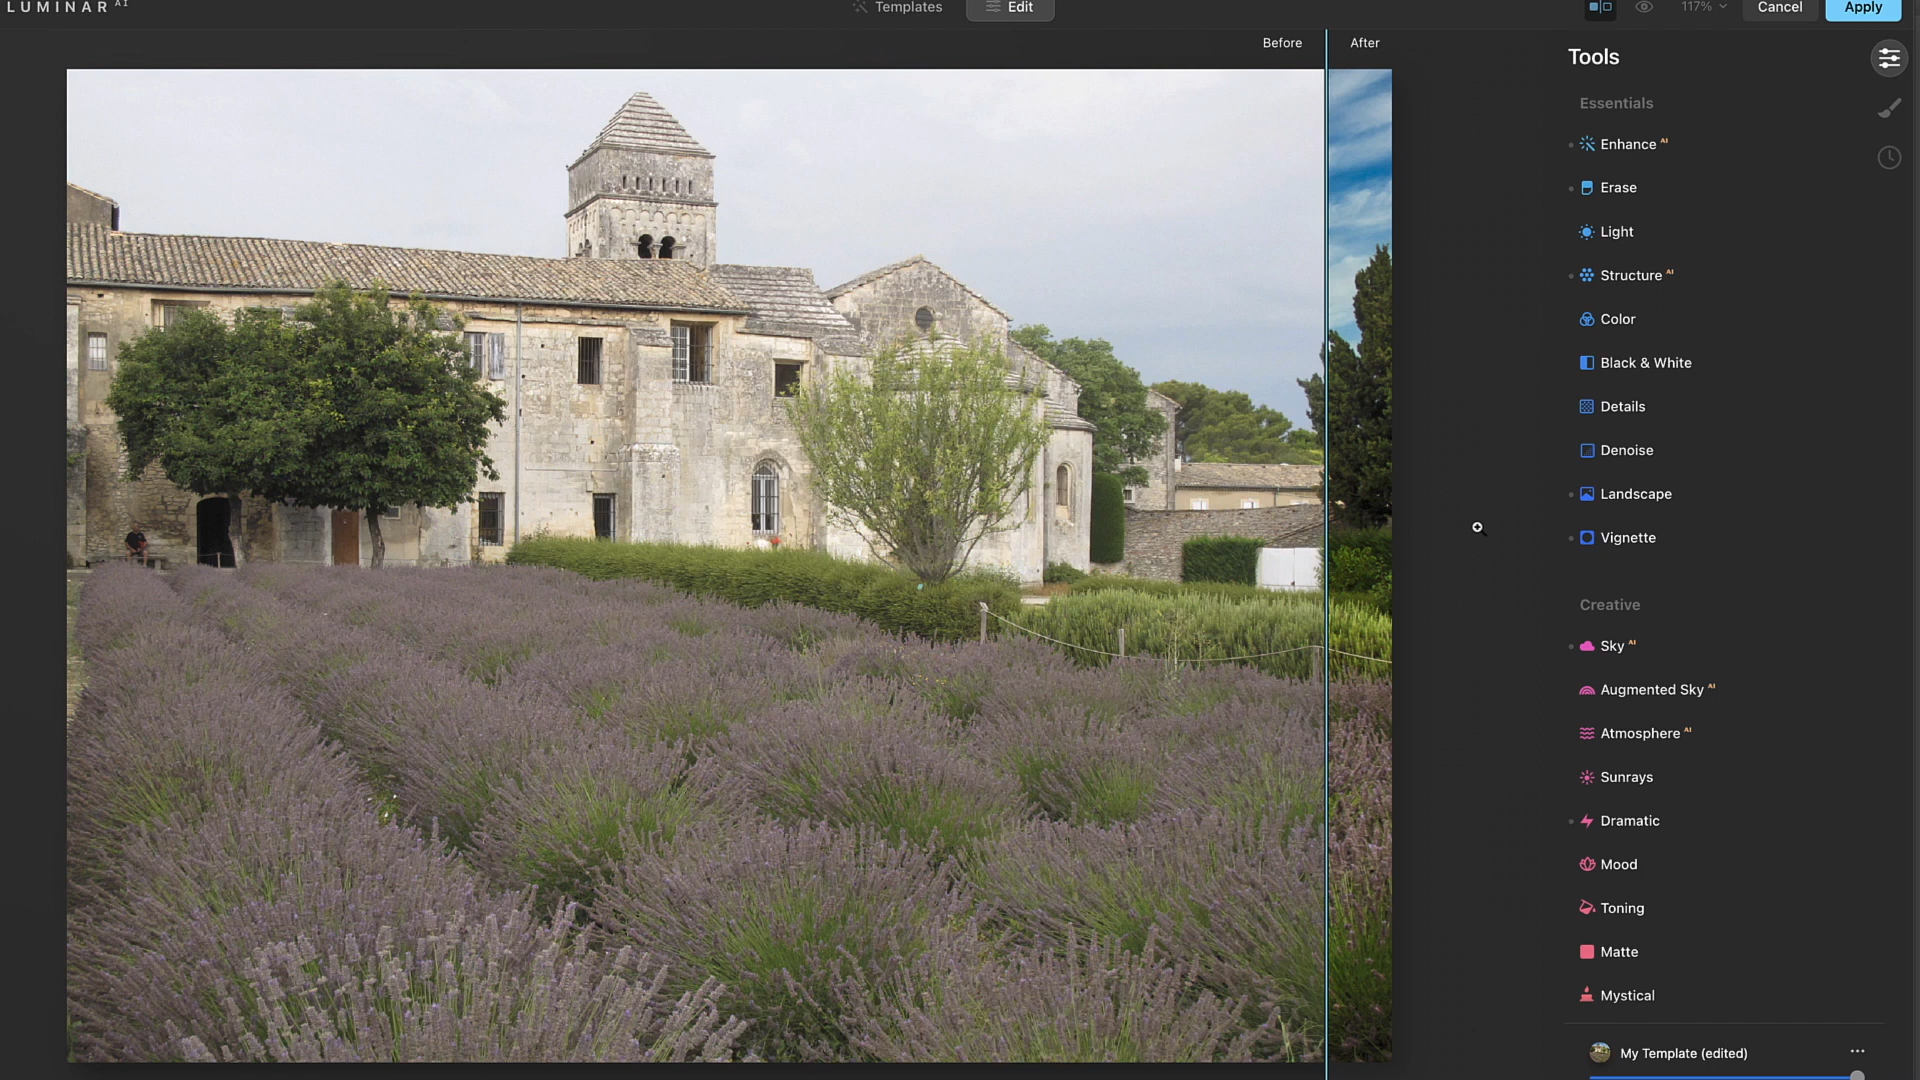 LUMINAR AI
Templates
Edit
117%
Cancel
Apply
Before
After
Tools
Essentials
Enhance AI
Erase
Light
Structure AI
Color
Black & White
Details
Denoise
Landscape
Vignette
Creative
Sky AI
Augmented Sky AI
Atmosphere AI
Sunrays
Dramatic
Mood
Toning
Matte
Mystical
My Template (edited)